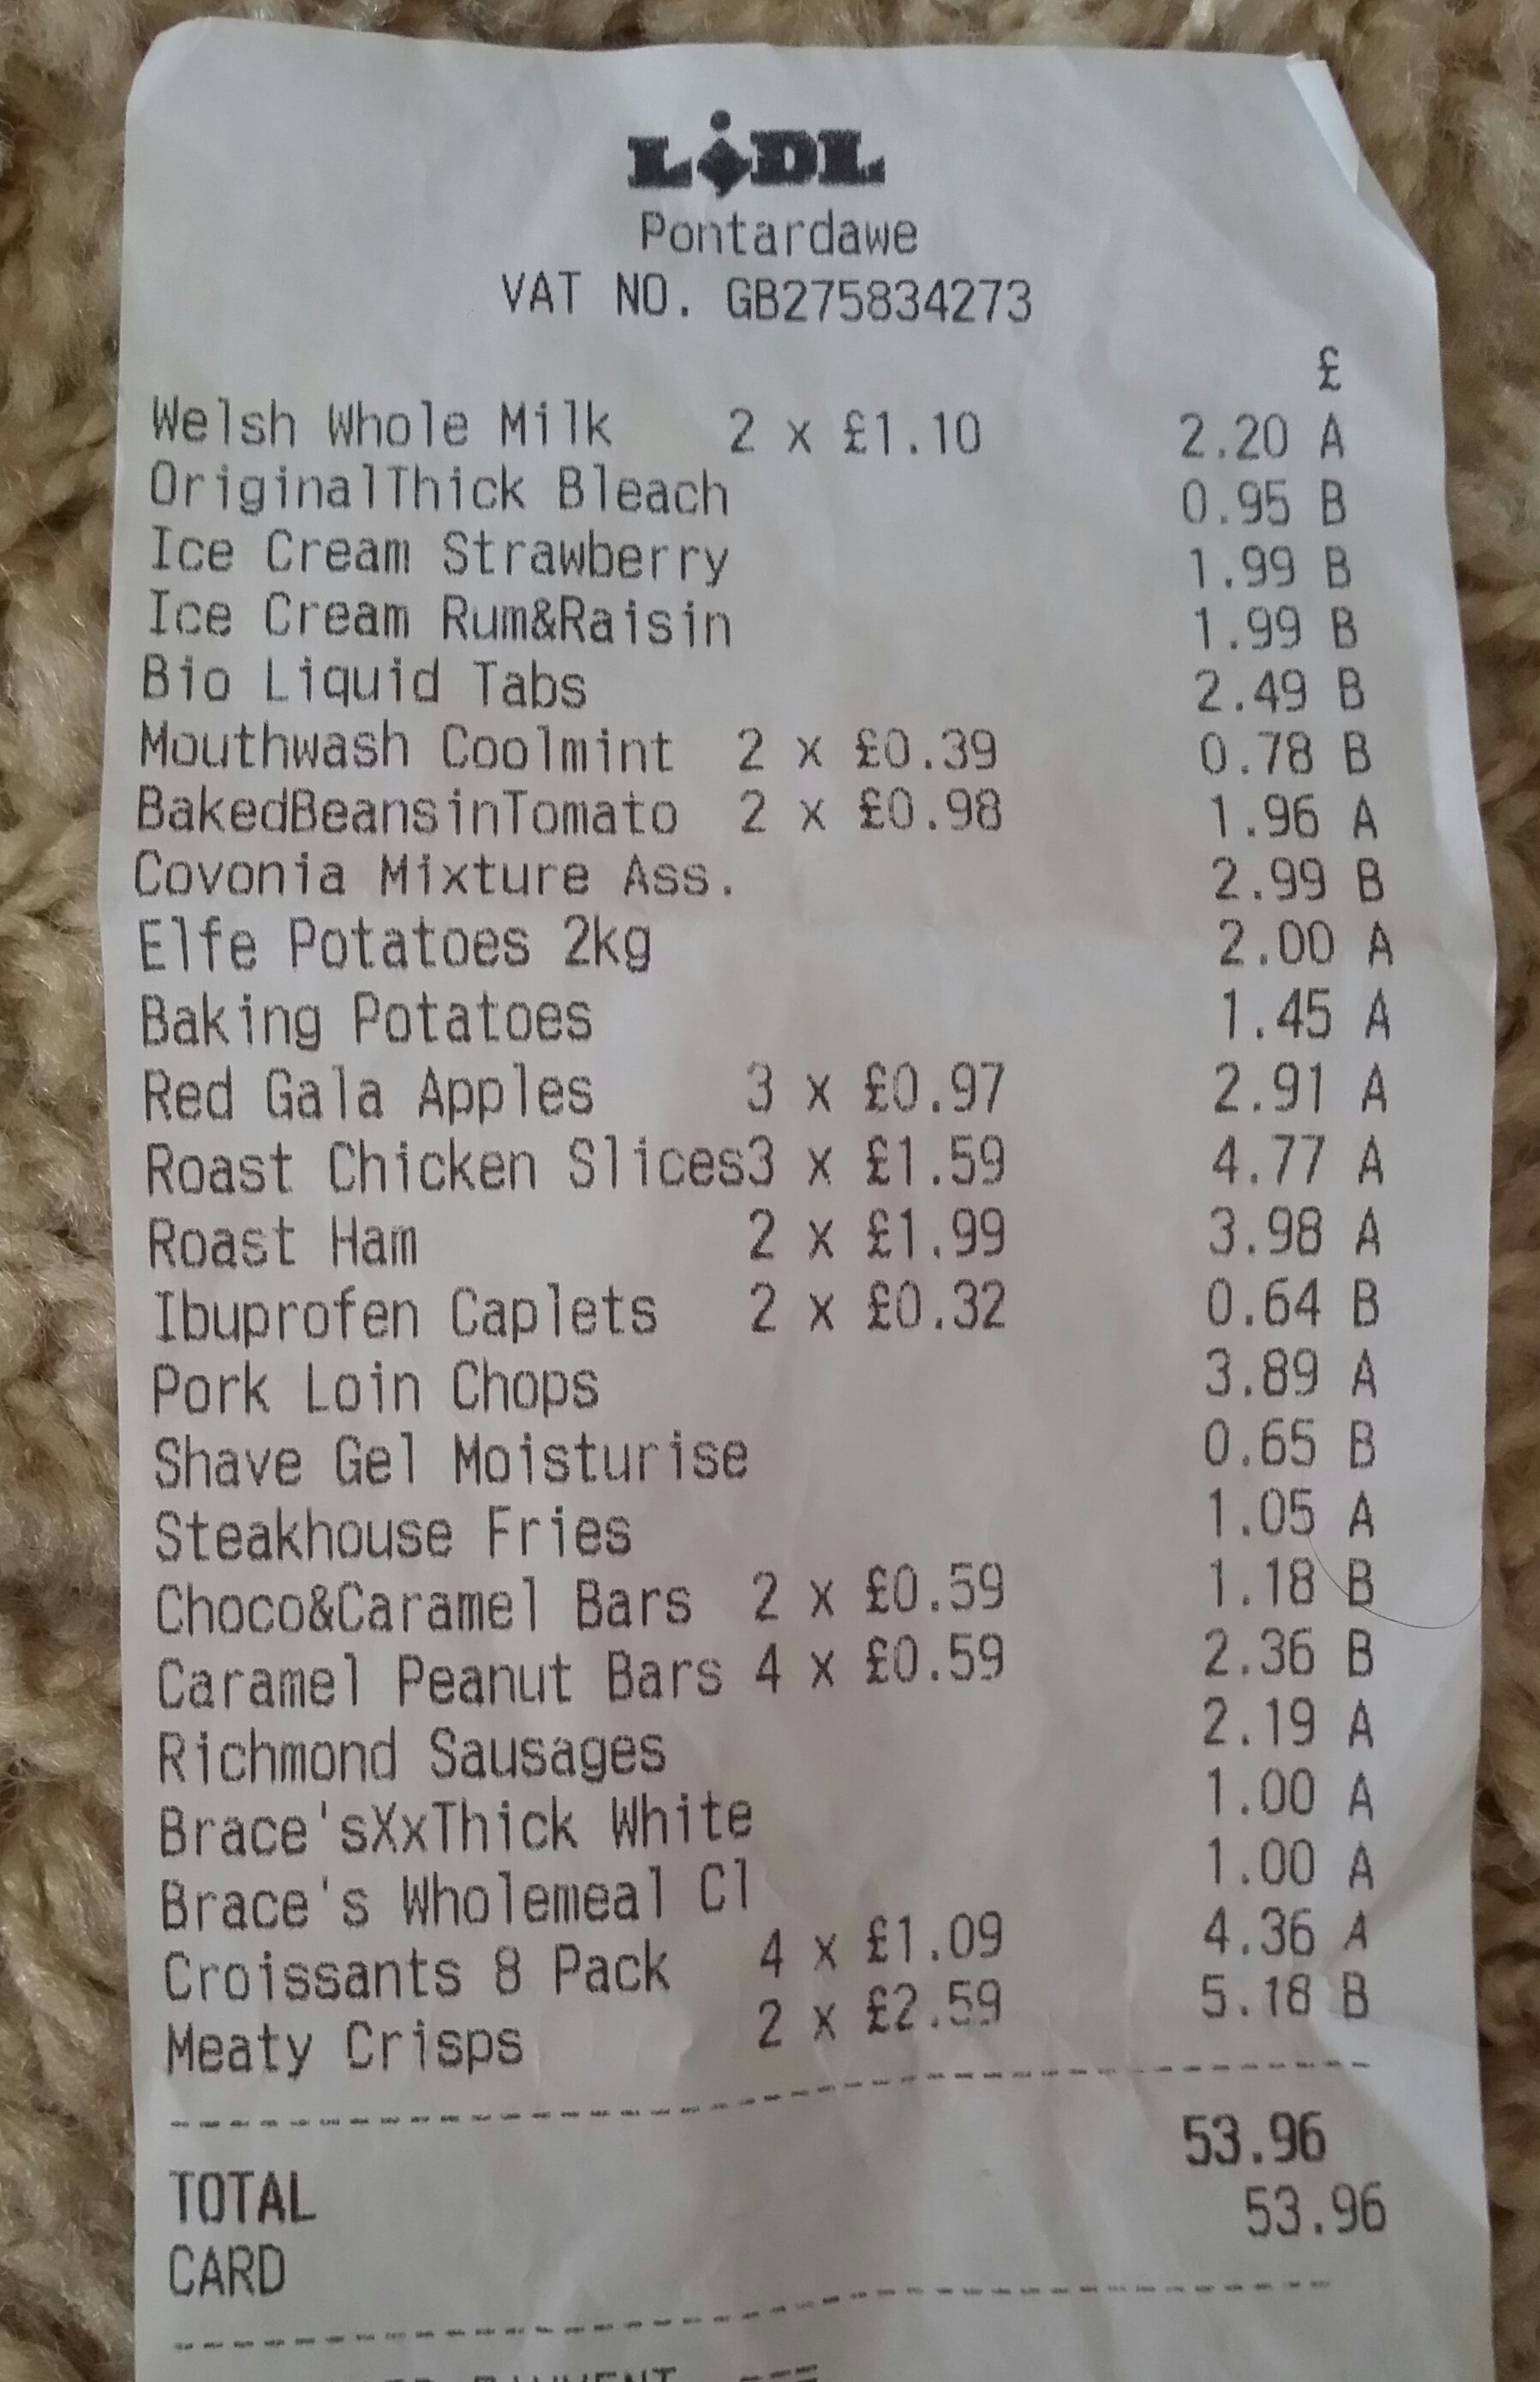 LiDL
Pontardawe
VAT NO. GB275834273
£
Welsh Whole Milk 2 x £1.10 2.20 A
OriginalThick Bleach 0.95 B
Ice Cream Strawberry 1.99 B
Ice Cream Rum&Raisin 1.99 B
Bio Liquid Tabs 2.49 B
Mouthwash Coolmint 2 x £0.39 0.78 B
BakedBeansinTomato 2 x £0.98 1.96 A
Covonia Mixture Ass. 2.99 B
Elfe Potatoes 2kg 2.00 A
Baking Potatoes 1.45 A
Red Gala Apples 3 x £0.97 2.91 A
Roast Chicken Slices3 x £1.59 4.77 A
Roast Ham 2 x £1.99 3.98 A
Ibuprofen Caplets 2 x £0.32 0.64 B
Pork Loin Chops 3.89 A
Shave Gel Moisturise 0.65 B
Steakhouse Fries 1.05 A
Choco&Caramel Bars 2 x £0.59 1.18 B
Caramel Peanut Bars 4 x £0.59 2.36 B
Richmond Sausages 2.19 A
Brace'sXxThick White 1.00 A
Brace's Wholemeal Cl 1.00 A
Croissants 8 Pack 4 x £1.09 4.36 A
Meaty Crisps 2 x £2.59 5.18 B
TOTAL 53.96
CARD 53.96